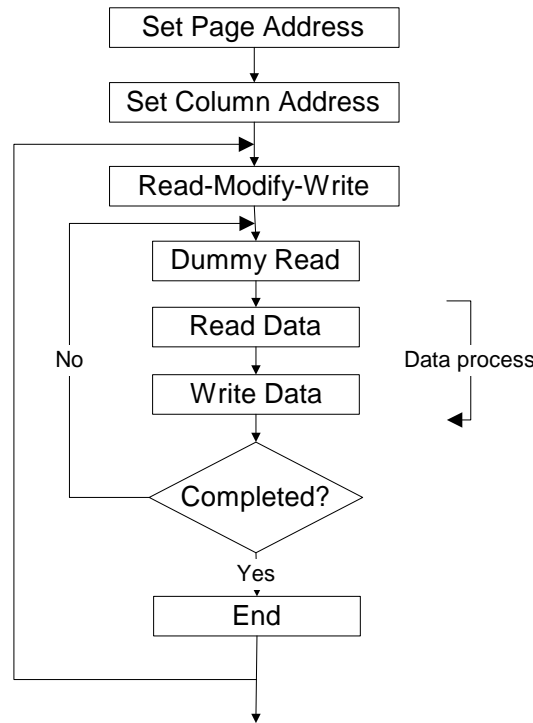 Set Page Address
Set Column Address
Read-Modify-Write
Dummy Read
Read Data
No
Data process
Write Data
Completed?
Yes
End